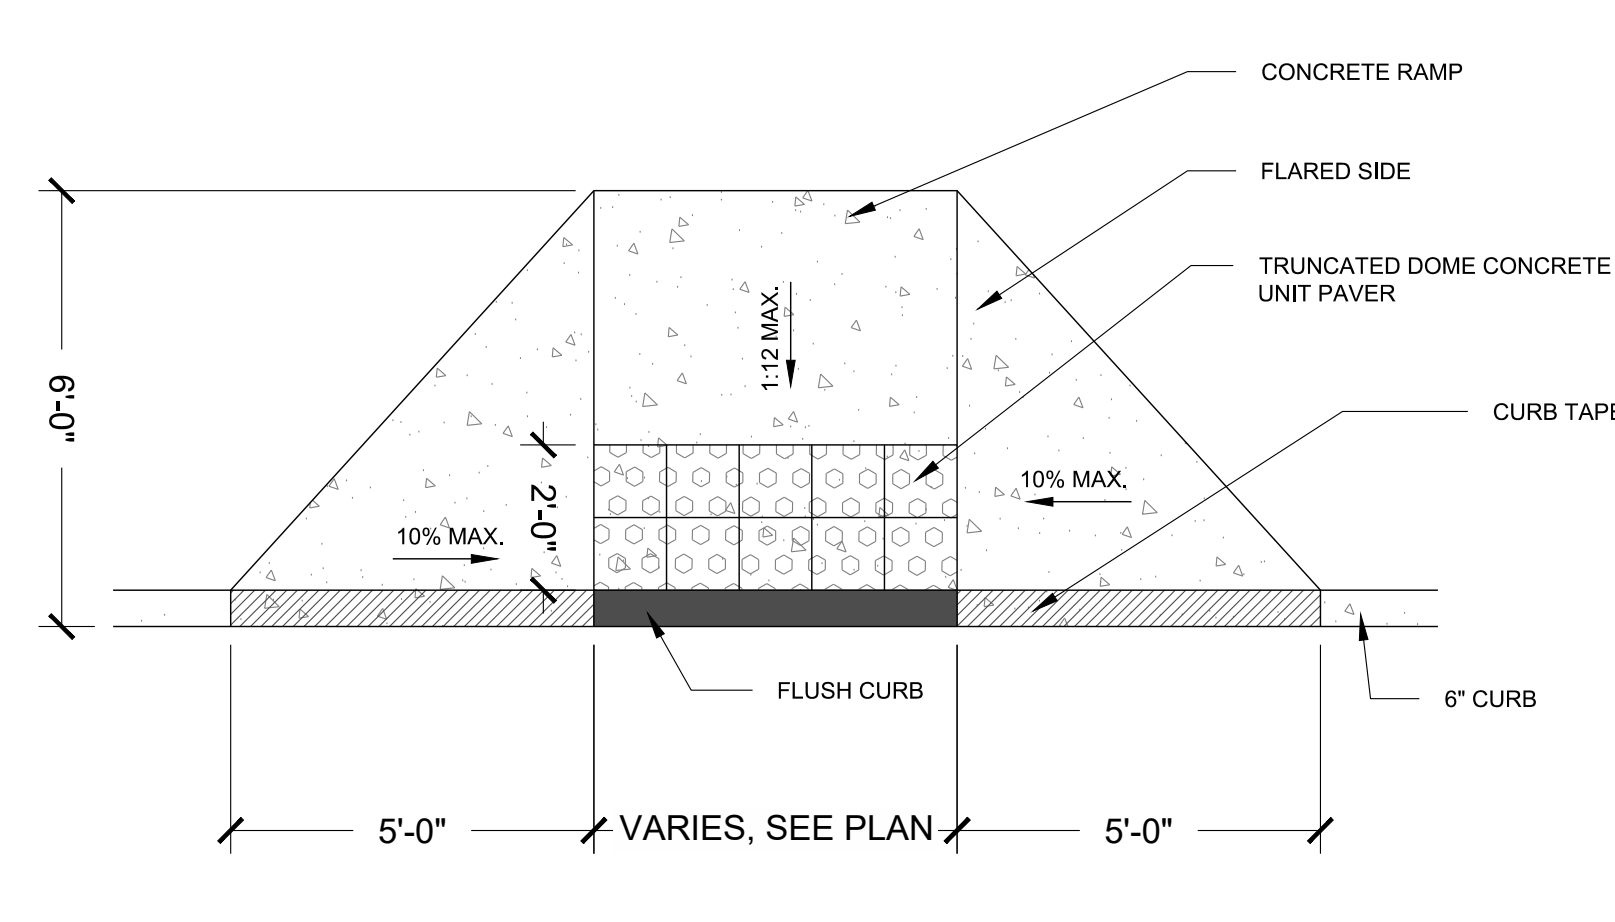 CONCRETE RAMP
FLARED SIDE
TRUNCATED DOME CONCRETE
UNIT PAVER
1:12 MAX.
6'-0"
CURB TAPE
10% MAX.
2'-0"
10% MAX.
FLUSH CURB
6" CURB
5'-0"
VARIES, SEE PLAN
5'-0"